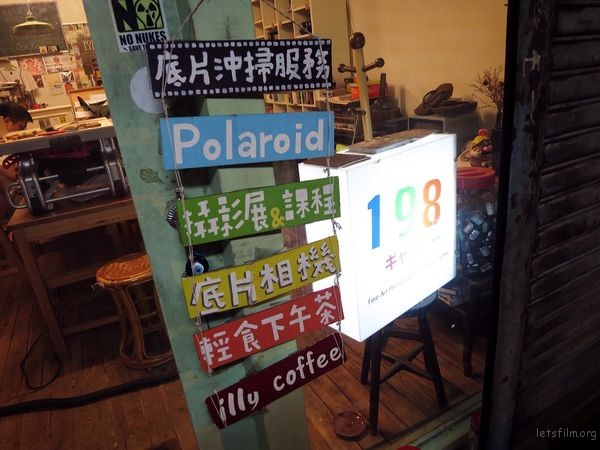 NO NUKES
底片沖掃服務
Polaroid
攝影展&課程
底片相機
輕食下午茶
illy coffee
198
letsfilm.org